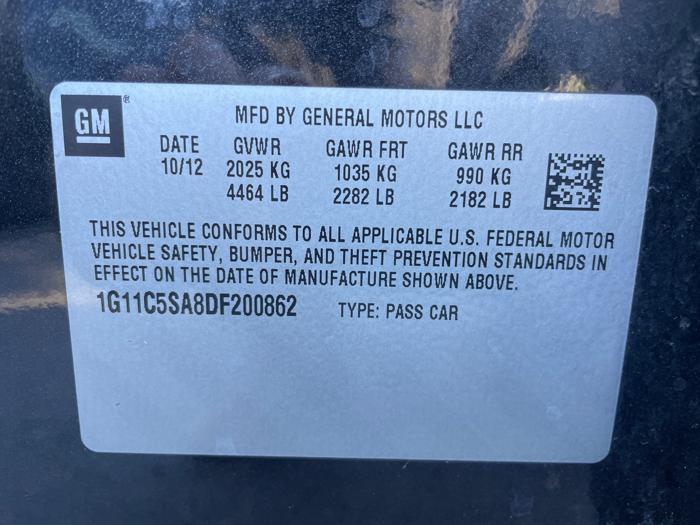 GM®
MFD BY GENERAL MOTORS LLC
DATE GVWR GAWR FRT GAWR RR
10/12 2025 KG 1035 KG 990 KG
4464 LB 2282 LB 2182 LB
THIS VEHICLE CONFORMS TO ALL APPLICABLE U.S. FEDERAL MOTOR
VEHICLE SAFETY, BUMPER, AND THEFT PREVENTION STANDARDS IN
EFFECT ON THE DATE OF MANUFACTURE SHOWN ABOVE.
1G11C5SA8DF200862 TYPE: PASS CAR